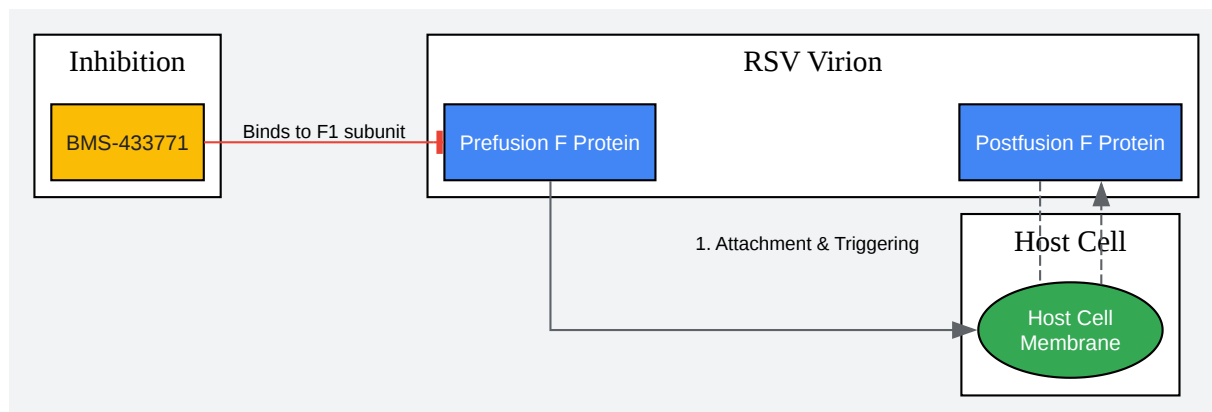 Inhibition
RSV Virion
BMS-433771
Binds to F1 subunit
Prefusion F Protein
Postfusion F Protein
1. Attachment & Triggering
Host Cell
Host Cell
Membrane